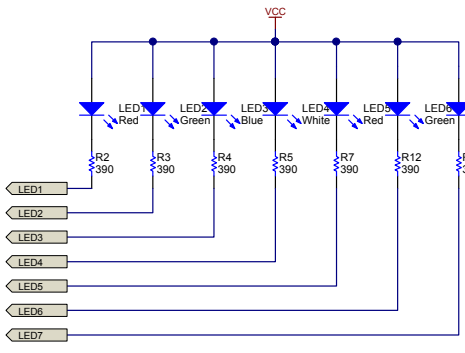 VCC
LED1
Red
LED2
Green
LED3
Blue
LED4
White
LED5
Red
LED6
Green
R2
390
R3
390
R4
390
R5
390
R7
390
R12
390
LED1
LED2
LED3
LED4
LED5
LED6
LED7